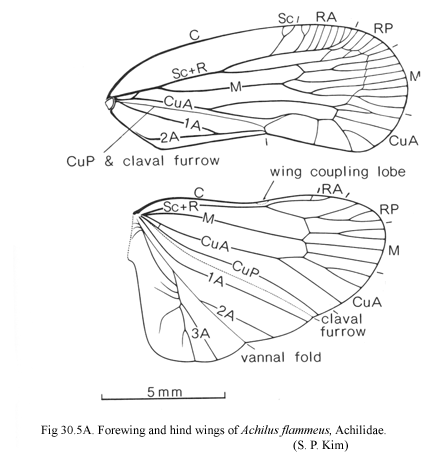 C
Sc
RA
RP
Sc+R
M
M
CuA
1A
2A
CuA
CuP & claval furrow
wing coupling lobe
C
RA
Sc+R
RP
M
CuA
M
CuP
1A
CuA
2A
claval
furrow
3A
vannal fold
5 mm
Fig 30.5A. Forewing and hind wings of Achilus flammeus, Achilidae.
(S. P. Kim)